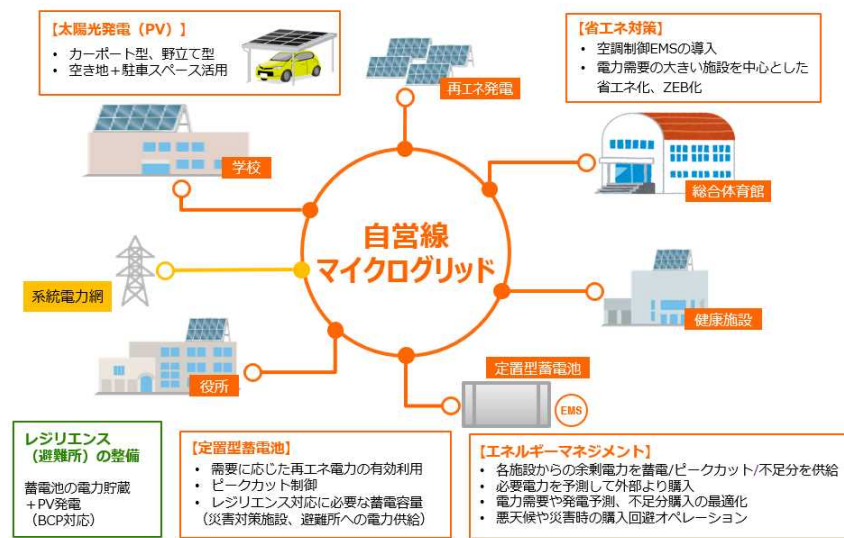 【太陽光発電（PV）】
• カーポート型、野立て型
• 空き地＋駐車スペース活用
再エネ発電
【省エネ対策】
• 空調制御EMSの導入
• 電力需要の大きい施設を中心とした
省エネ化、ZEB化
学校
総合体育館
自営線
マイクログリッド
系統電力網
健康施設
役所
定置型蓄電池
EMS
レジリエンス
（避難所）の整備
蓄電池の電力貯蔵
＋PV発電
（BCP対応）
【定置型蓄電池】
• 需要に応じた再エネ電力の有効利用
• ピークカット制御
• レジリエンス対応に必要な蓄電容量
（災害対策施設、避難所への電力供給）
【エネルギーマネジメント】
• 各施設からの余剰電力を蓄電/ピークカット/不足分を供給
• 必要電力を予測して外部より購入
• 電力需要や発電予測、不足分購入の最適化
• 悪天候や災害時の購入回避オペレーション